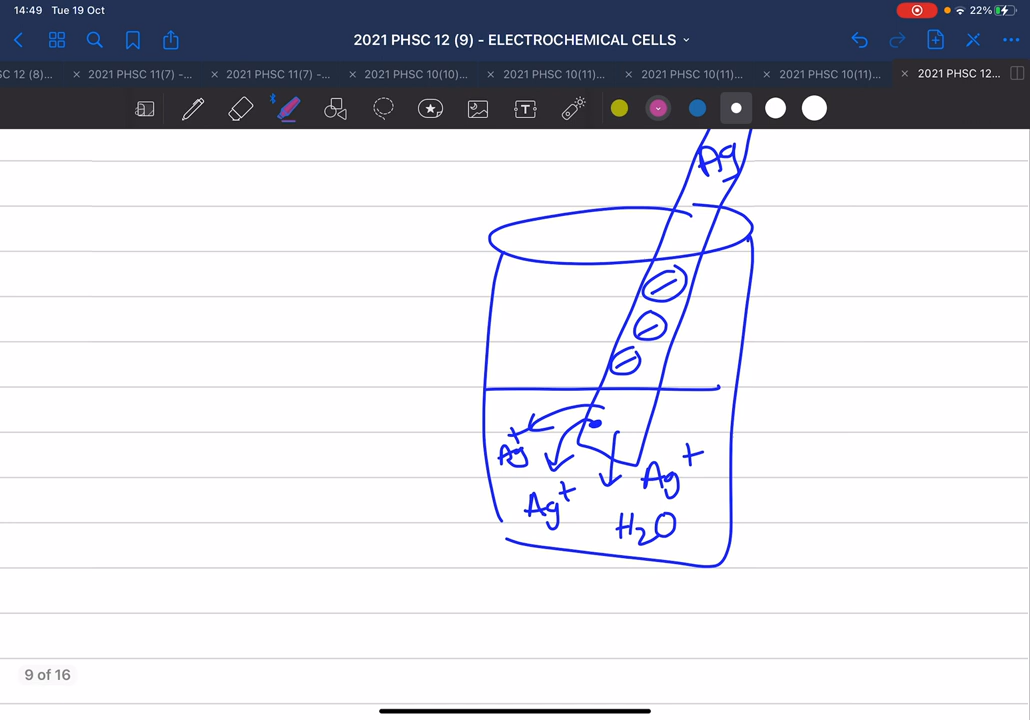 14:49 Tue 19 Oct
22%
2021 PHSC 12 (9) - ELECTROCHEMICAL CELLS
SC 12 (8)...
2021 PHSC 11(7) -...
2021 PHSC 11(7) -...
2021 PHSC 10(10)...
2021 PHSC 10(11)...
2021 PHSC 10(11)...
2021 PHSC 10(11)...
2021 PHSC 12...
T
Ag
Ag+
Ag+
Ag+
H2O
9 of 16